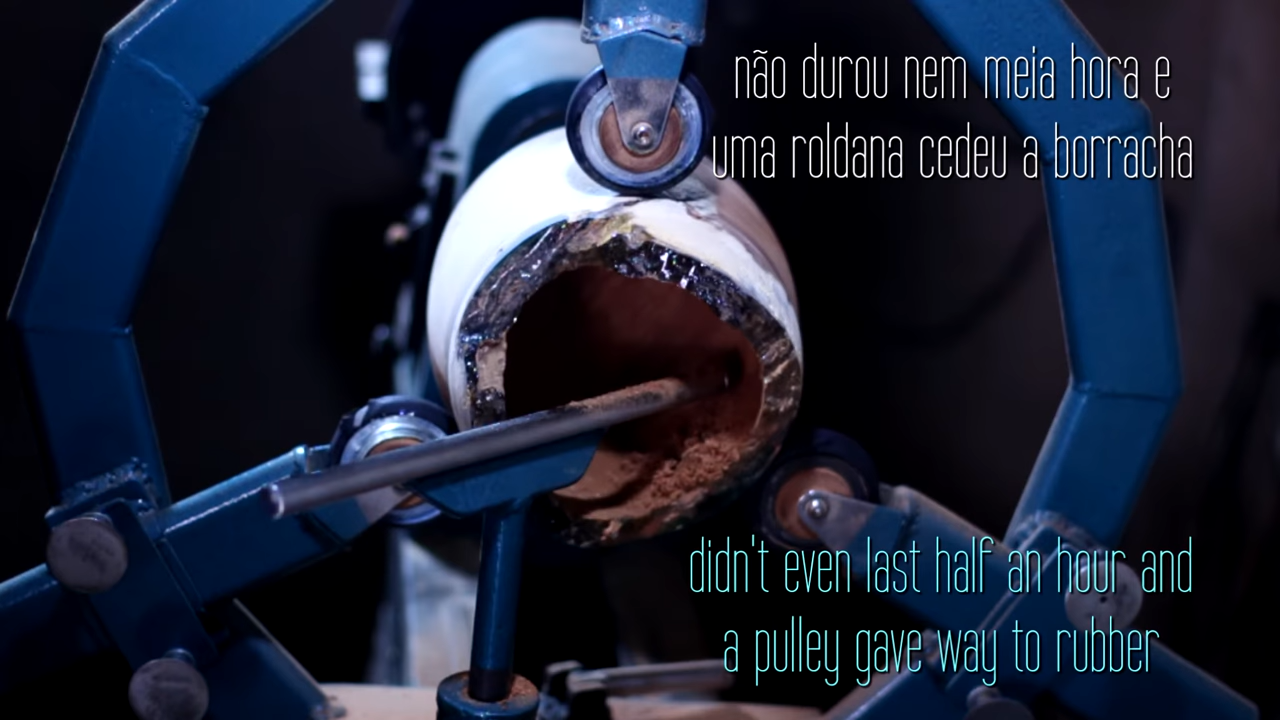 não durou nem meia hora e
uma roldana cedeu a borracha
didn't even last half an hour and
a pulley gave way to rubber